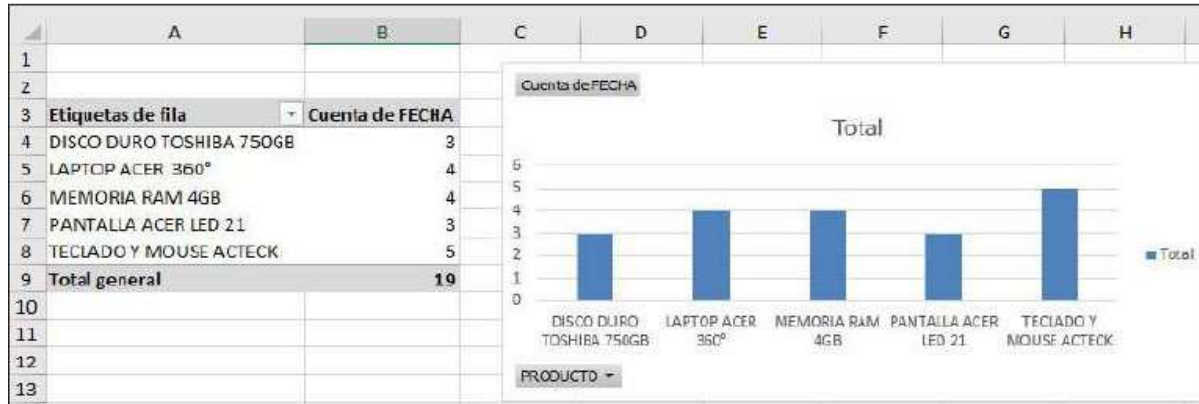 A B C D E F G H
1
2
3 Etiquetas de fila Cuenta de FECHA
4 DISCO DURO TOSHIBA 750GB 3
5 LAPTOP ACER 360° 4
6 MEMORIA RAM 4GB 4
7 PANTALLA ACER LED 21 3
8 TECLADO Y MOUSE ACTECK 5
9 Total general 19
10
11
12
13
Cuenta de FECHA
Total
6
5
4
3
2
1
0
DISCO DURO TOSHIBA 750GB
LAPTOP ACER 360°
MEMORIA RAM 4GB
PANTALLA ACER LED 21
TECLADO Y MOUSE ACTECK
Total
PRODUCTO